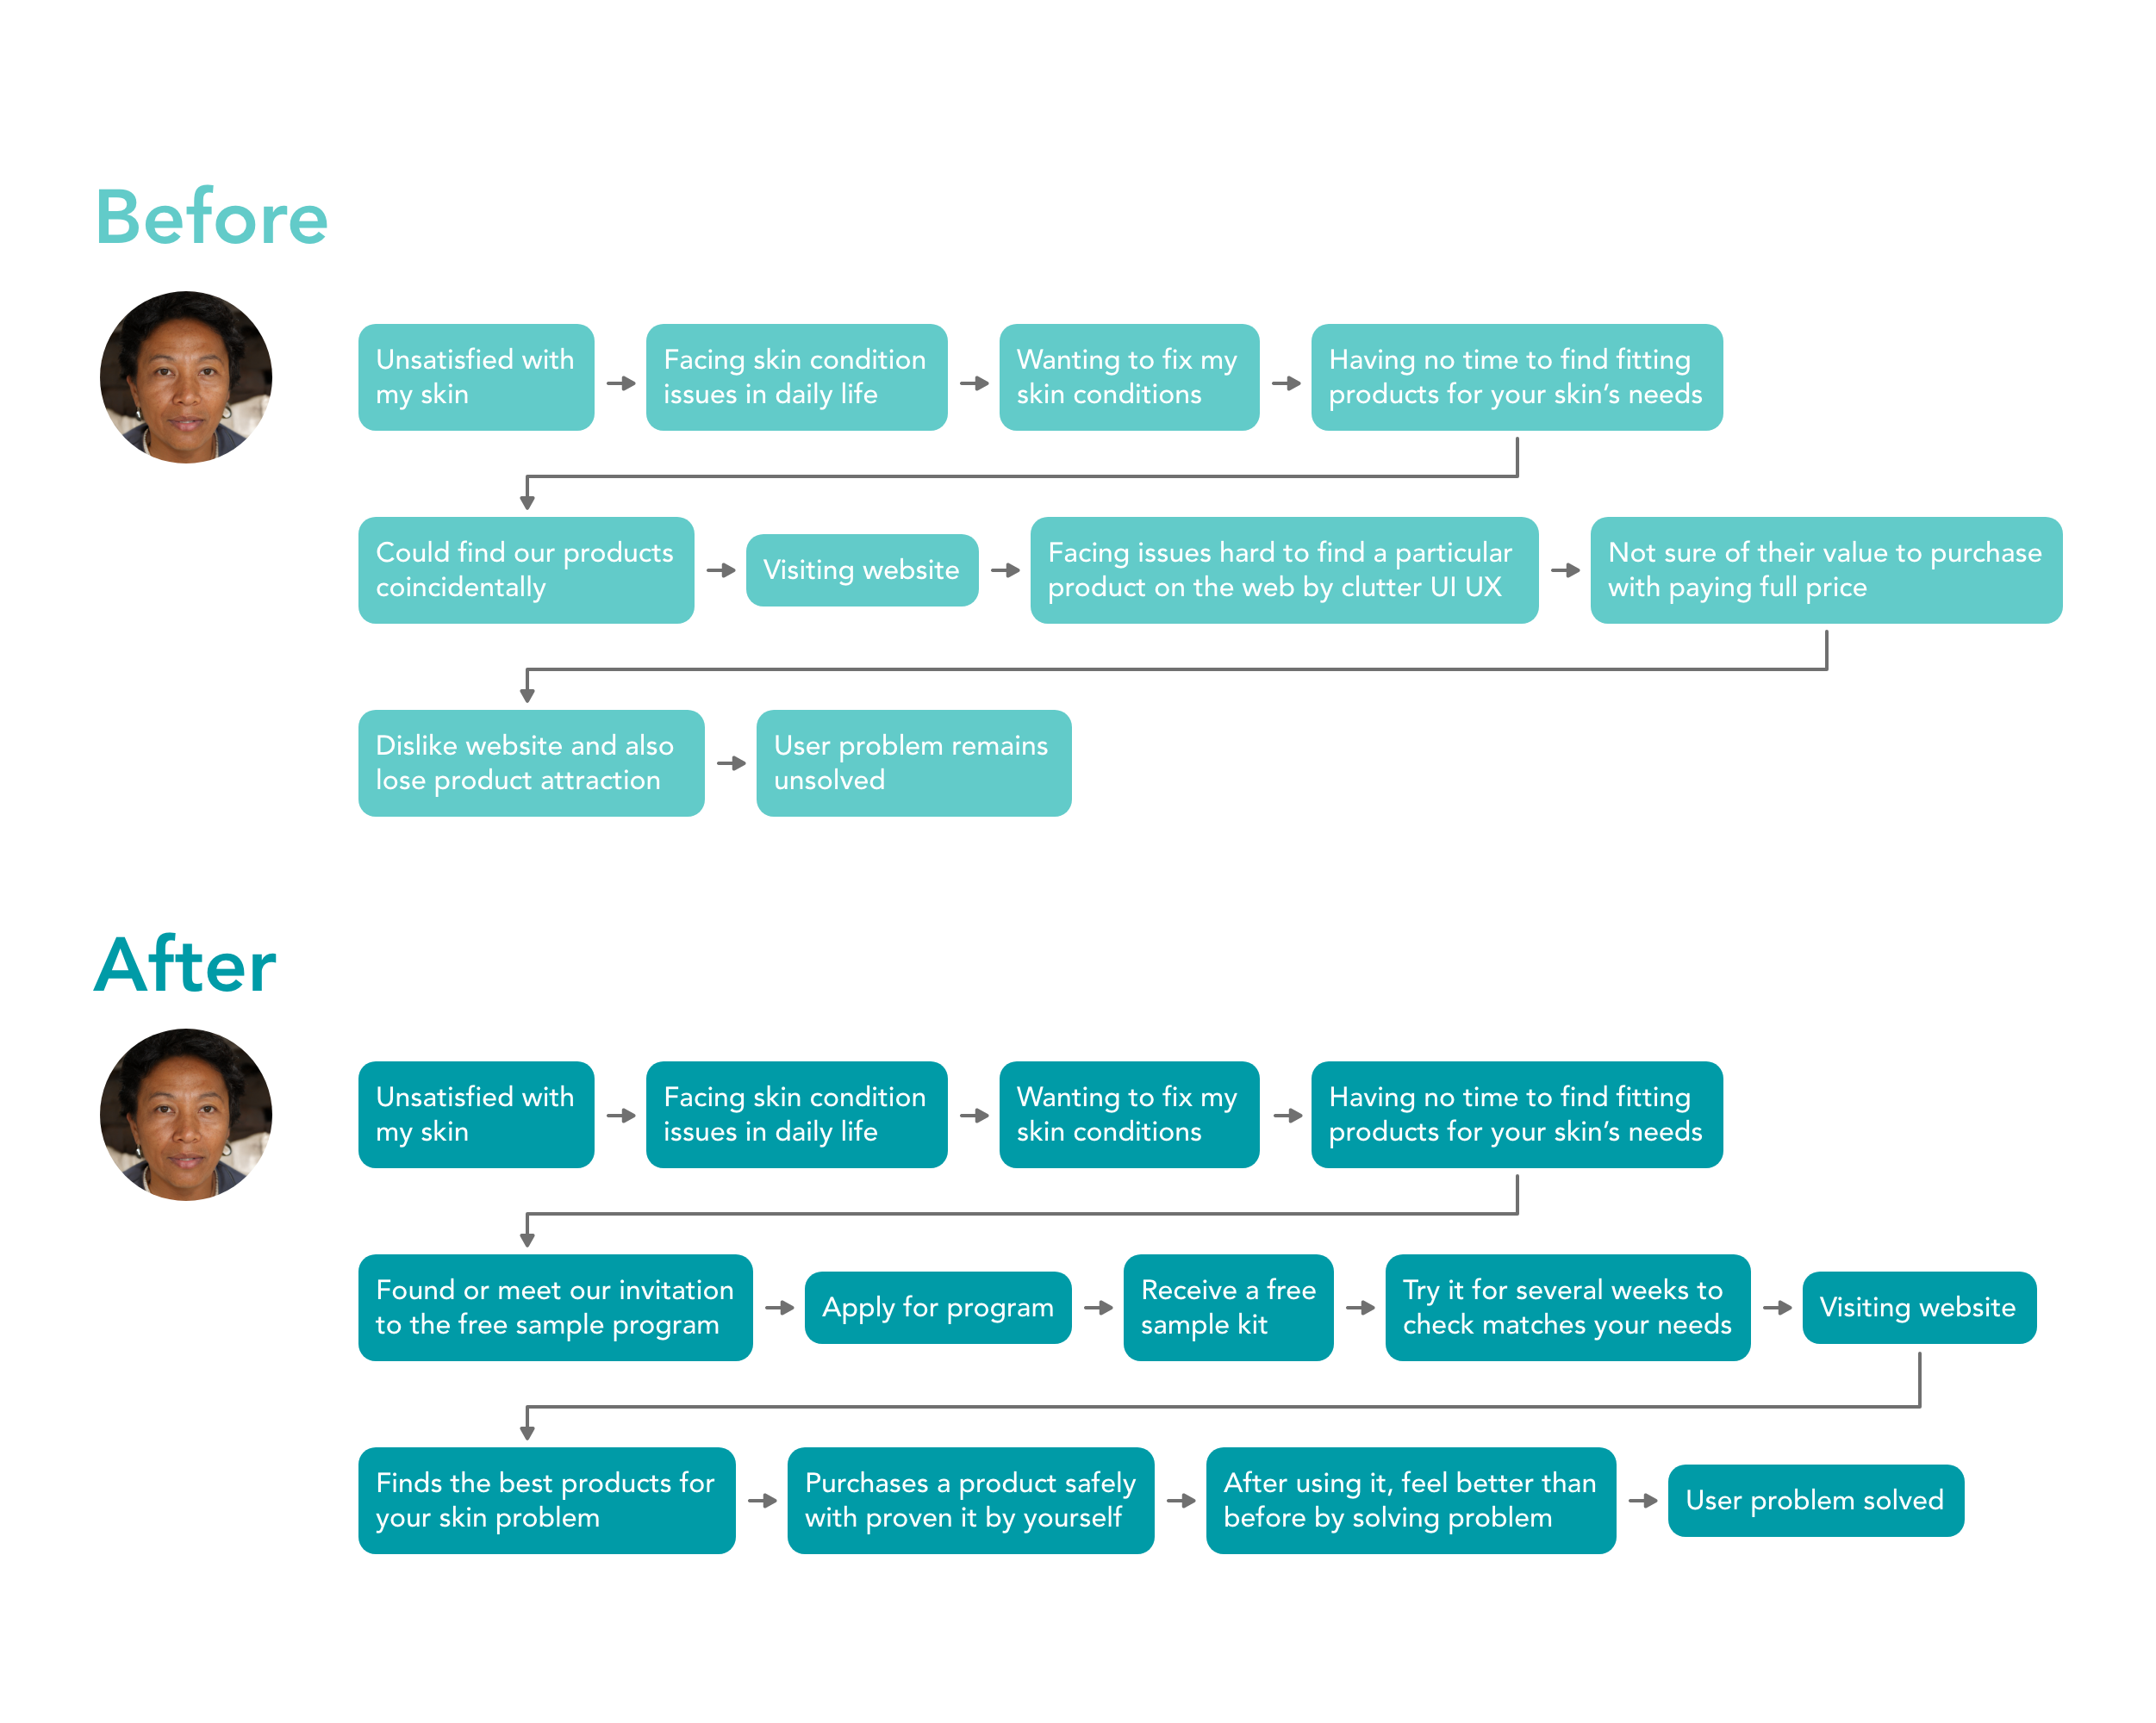 Before
Unsatisfied with
my skin
Facing skin condition
issues in daily life
Wanting to fix my
skin conditions
Having no time to find fitting
products for your skin’s needs
Could find our products
coincidentally
Visiting website
Facing issues hard to find a particular
product on the web by clutter UI UX
Not sure of their value to purchase
with paying full price
Dislike website and also
lose product attraction
User problem remains
unsolved
After
Unsatisfied with
my skin
Facing skin condition
issues in daily life
Wanting to fix my
skin conditions
Having no time to find fitting
products for your skin’s needs
Found or meet our invitation
to the free sample program
Apply for program
Receive a free
sample kit
Try it for several weeks to
check matches your needs
Visiting website
Finds the best products for
your skin problem
Purchases a product safely
with proven it by yourself
After using it, feel better than
before by solving problem
User problem solved